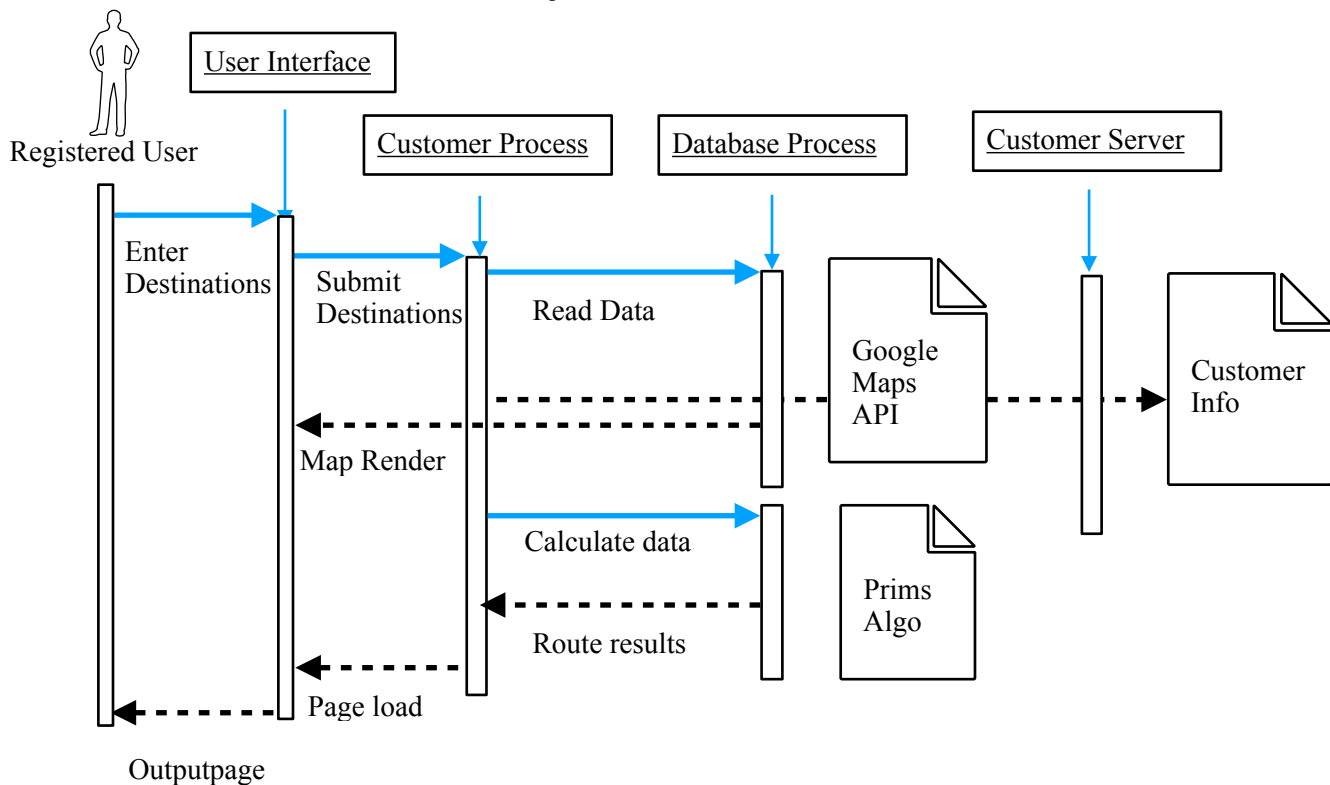 User Interface
Registered User
Customer Process
Database Process
Customer Server
Enter
Destinations
Submit
Destinations
Read Data
Google
Maps
API
Customer
Info
Map Render
Calculate data
Prims
Algo
Route results
Page load
Outputpage